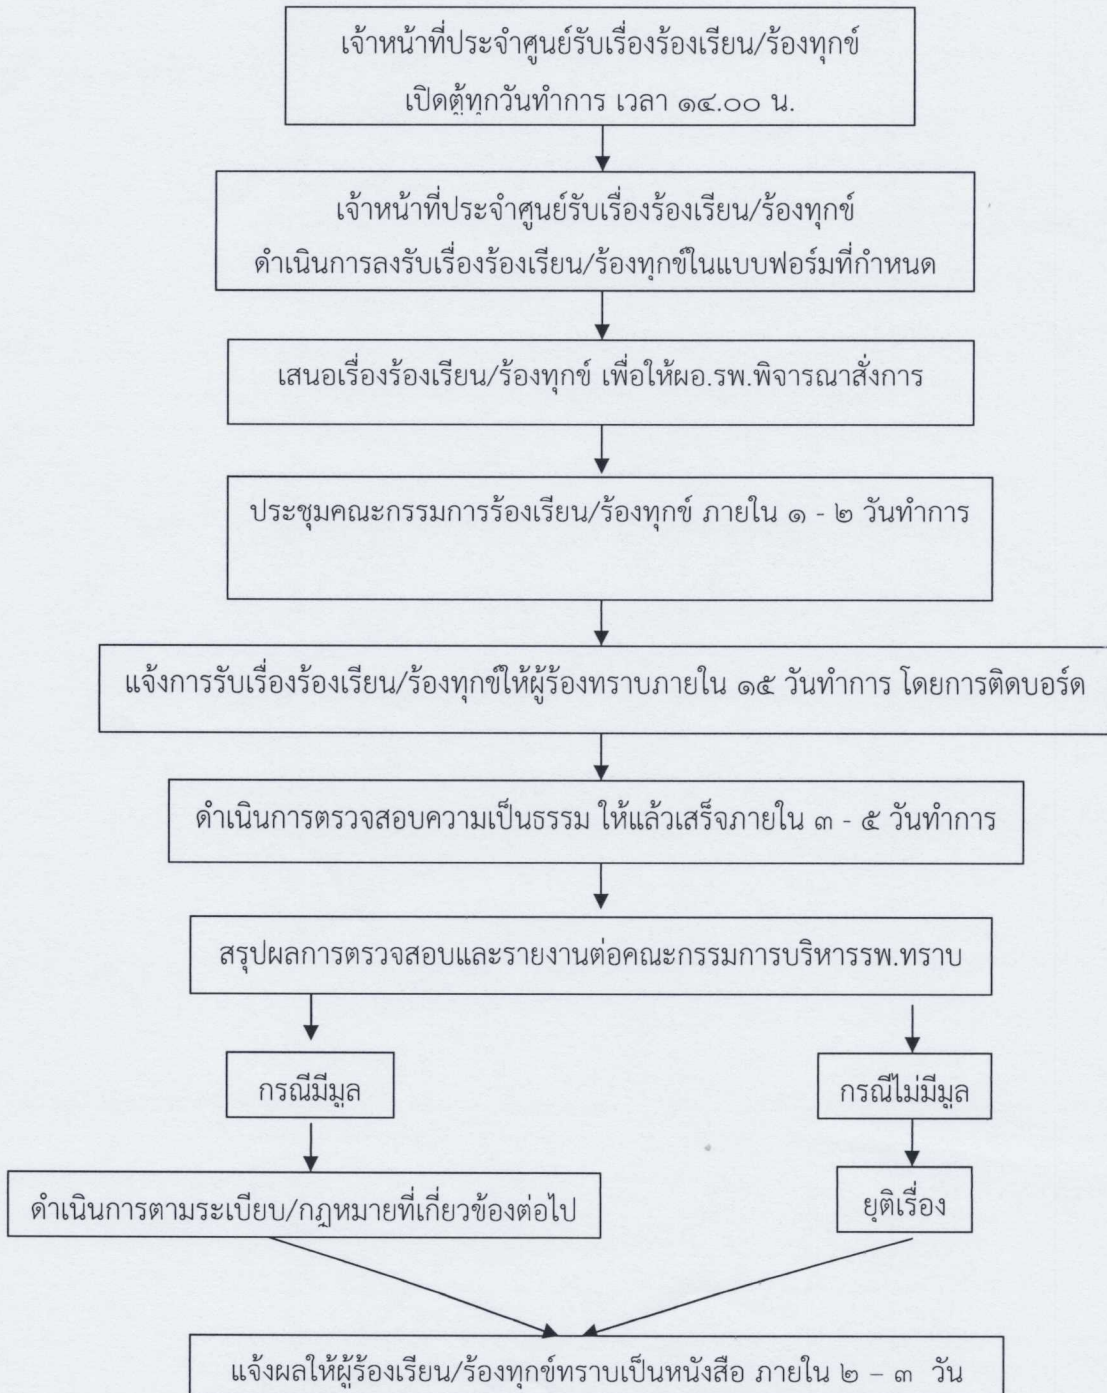 เจ้าหน้าที่ประจำศูนย์รับเรื่องร้องเรียน/ร้องทุกข์
เปิดตู้ทุกวันทำการ เวลา ๑๔.๐๐ น.
เจ้าหน้าที่ประจำศูนย์รับเรื่องร้องเรียน/ร้องทุกข์
ดำเนินการลงรับเรื่องร้องเรียน/ร้องทุกข์ในแบบฟอร์มที่กำหนด
เสนอเรื่องร้องเรียน/ร้องทุกข์ เพื่อให้ผอ.รพ.พิจารณาสั่งการ
ประชุมคณะกรรมการร้องเรียน/ร้องทุกข์ ภายใน ๑ - ๒ วันทำการ
แจ้งการรับเรื่องร้องเรียน/ร้องทุกข์ให้ผู้ร้องทราบภายใน ๑๕ วันทำการ โดยการติดบอร์ด
ดำเนินการตรวจสอบความเป็นธรรม ให้แล้วเสร็จภายใน ๓ - ๕ วันทำการ
สรุปผลการตรวจสอบและรายงานต่อคณะกรรมการบริหารรพ.ทราบ
กรณีมีมูล
กรณีไม่มีมูล
ดำเนินการตามระเบียบ/กฎหมายที่เกี่ยวข้องต่อไป
ยุติเรื่อง
แจ้งผลให้ผู้ร้องเรียน/ร้องทุกข์ทราบเป็นหนังสือ ภายใน ๒ – ๓ วัน